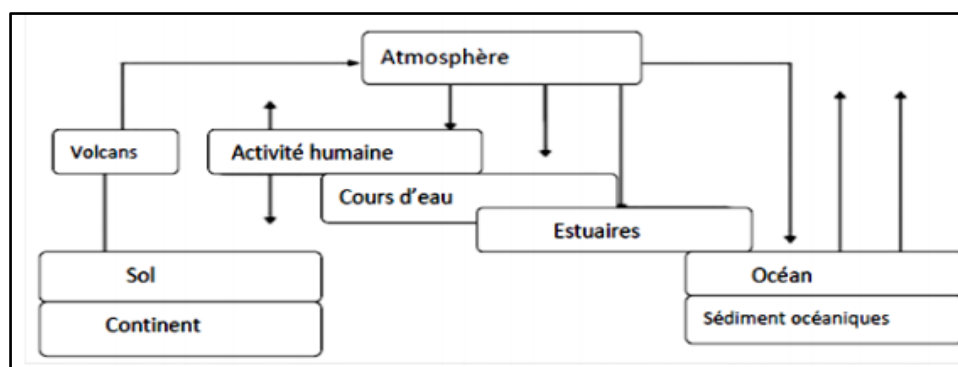 Atmosphère
Volcans
Activité humaine
Cours d'eau
Estuaires
Sol
Océan
Continent
Sédiment océaniques